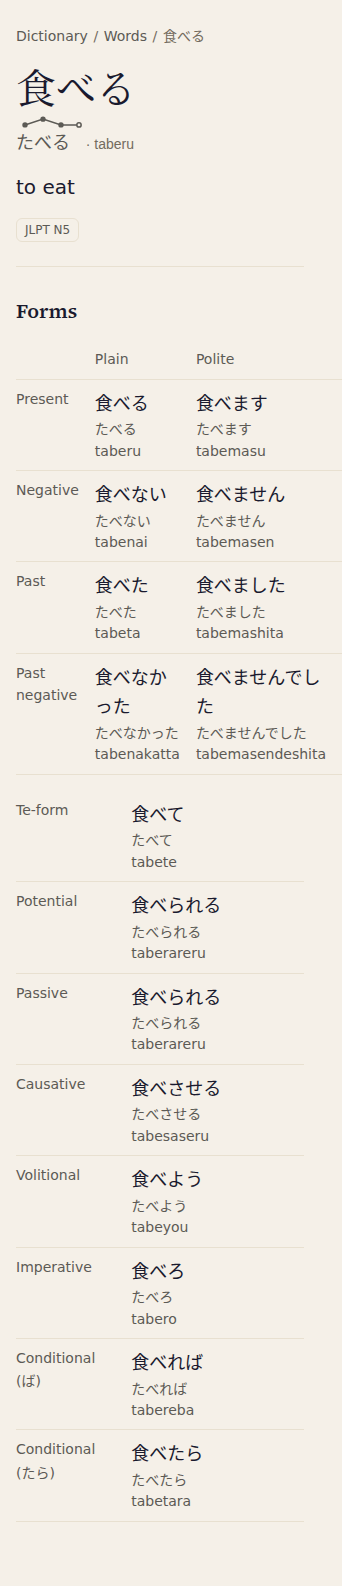 Dictionary / Words / 食べる
食べる
たべる · taberu
to eat
JLPT N5
Forms
Plain Polite
Present 食べる 食べます
たべる たべます
taberu tabemasu
Negative 食べない 食べません
たべない たべません
tabenai tabemasen
Past 食べた 食べました
たべた たべました
tabeta tabemashita
Past 食べなか 食べませんでし
negative った た
たべなかった たべませんでした
tabenakatta tabemasendeshita
Te-form 食べて
たべて
tabete
Potential 食べられる
たべられる
taberareru
Passive 食べられる
たべられる
taberareru
Causative 食べさせる
たべさせる
tabesaseru
Volitional 食べよう
たべよう
tabeyou
Imperative 食べろ
たべろ
tabero
Conditional 食べれば
(ば) たべれば
tabereba
Conditional 食べたら
(たら) たべたら
tabetara